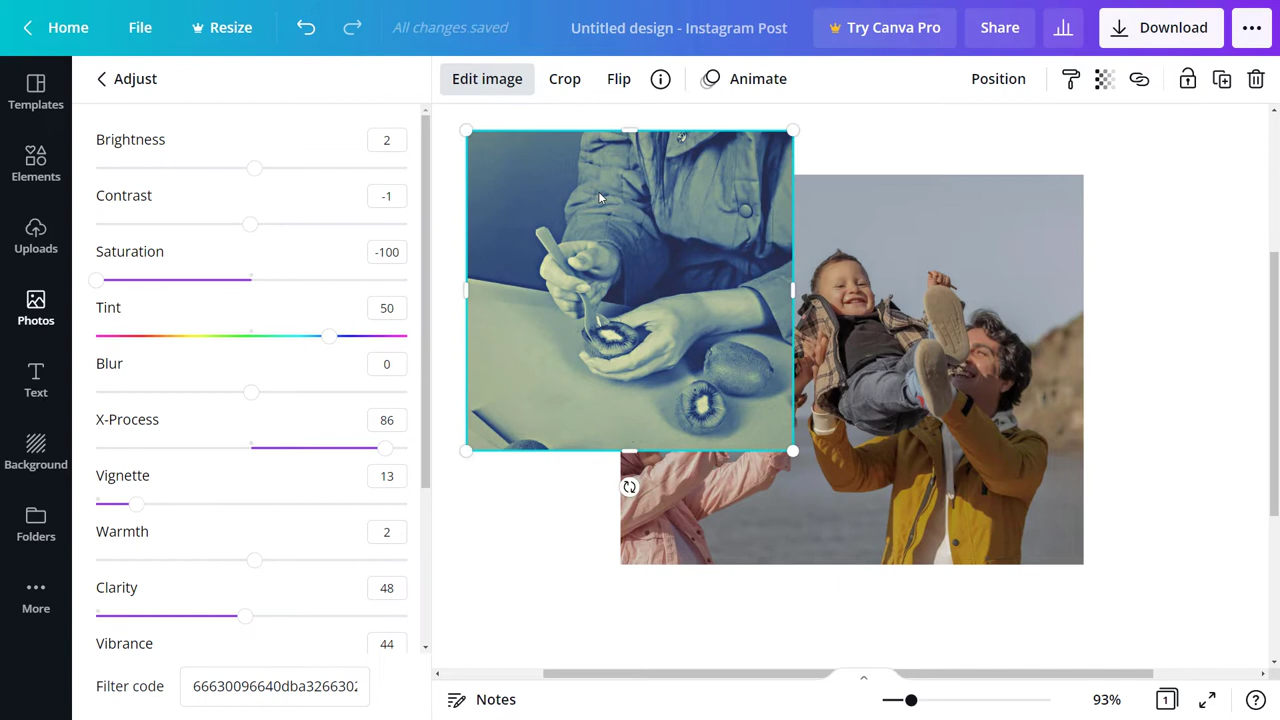 Home File Resize All changes saved Untitled design - Instagram Post Try Canva Pro Share Download
Adjust Edit image Crop Flip Animate Position
Templates
Elements
Uploads
Photos
Text
Background
Folders
More
Brightness 2
Contrast -1
Saturation -100
Tint 50
Blur 0
X-Process 86
Vignette 13
Warmth 2
Clarity 48
Vibrance 44
Filter code 66630096640dba3266302
Notes 93% 1